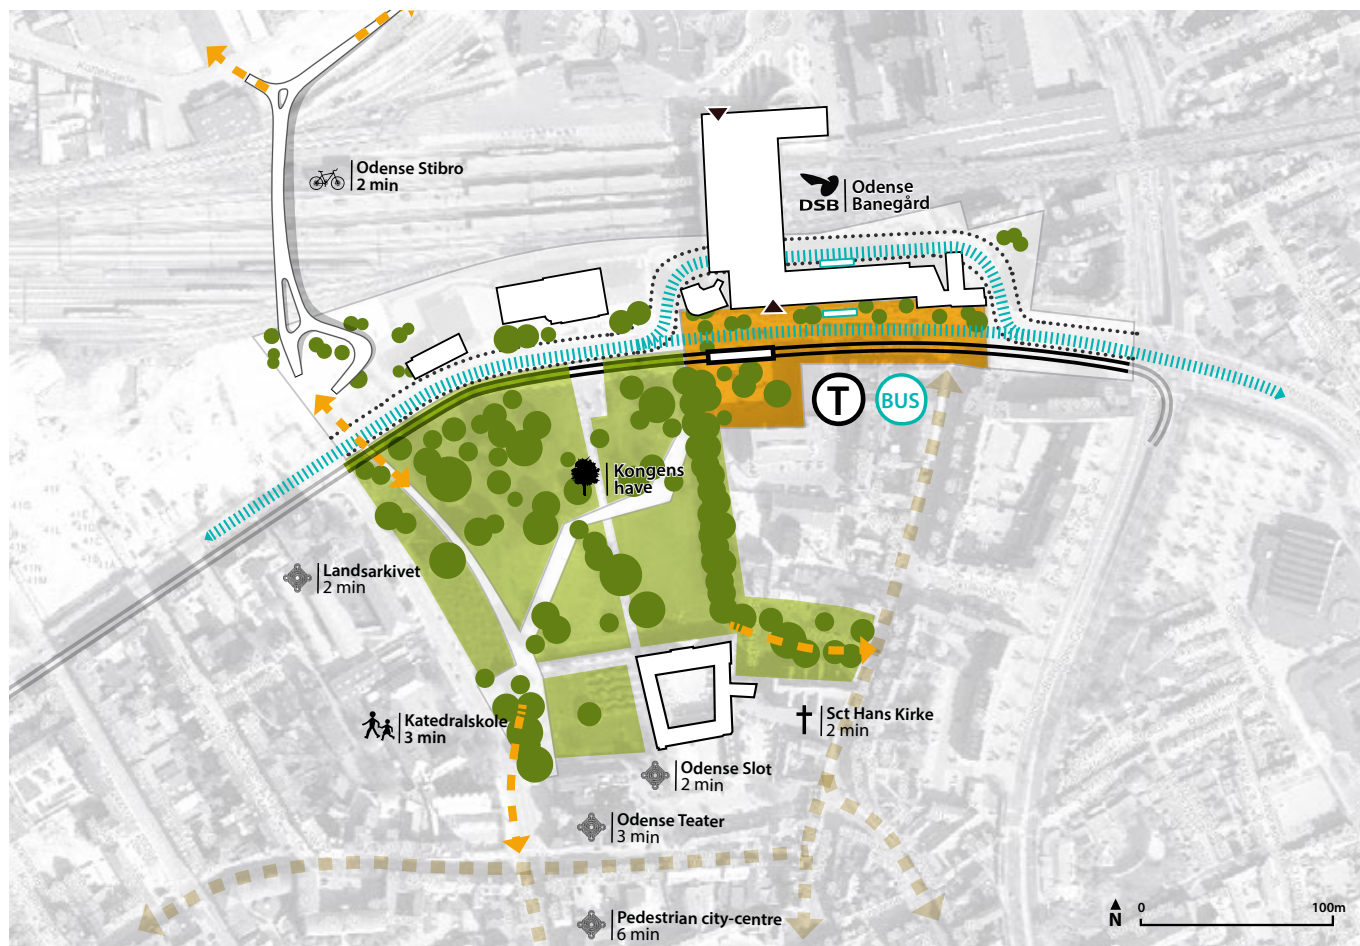 Odense Stibro
2 min
DSB
Odense
Banegård
T
BUS
Kongens
have
Landsarkivet
2 min
Katedralskole
3 min
Sct Hans Kirke
2 min
Odense Slot
2 min
Odense Teater
3 min
Pedestrian city-centre
6 min
N
0
100m